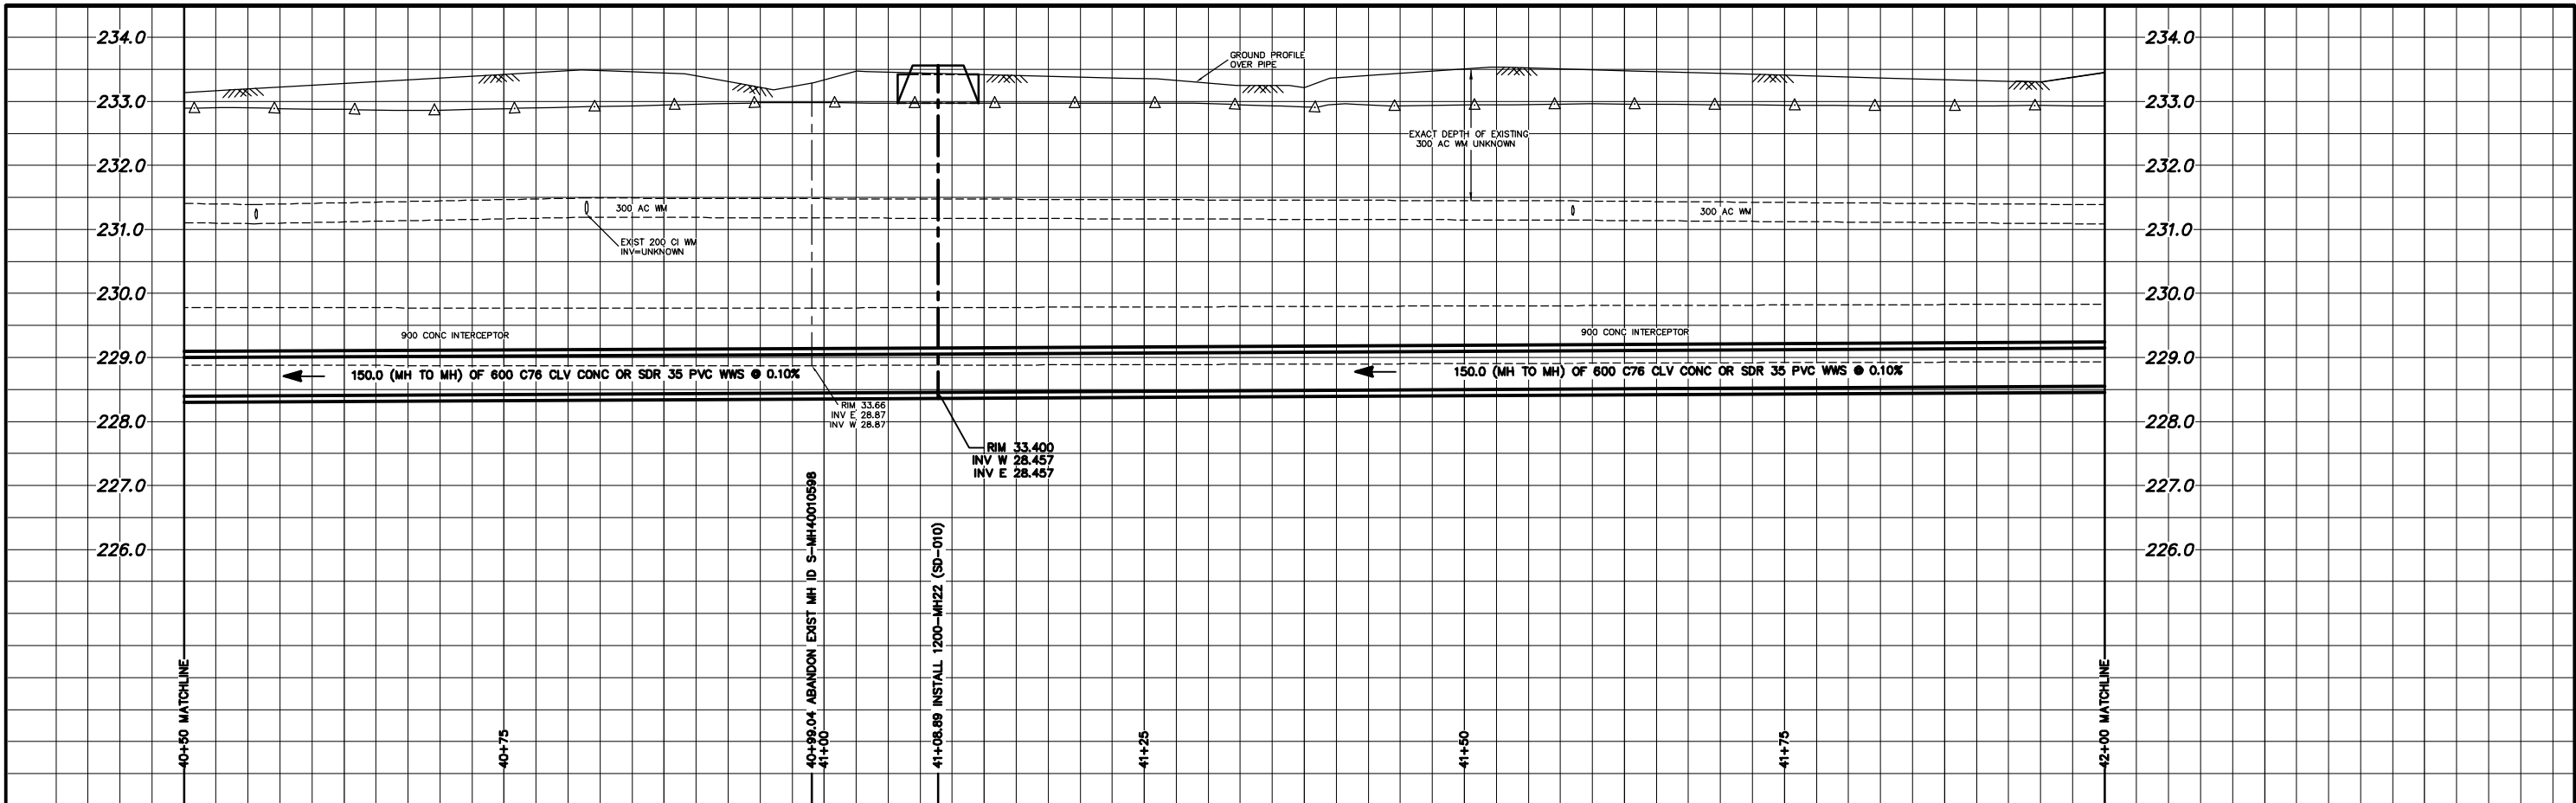 234.0
234.0
GROUND PROFILE
OVER PIPE
233.0
233.0
EXACT DEPTH OF EXISTING
300 AC WM UNKNOWN
232.0
232.0
300 AC WM
300 AC WM
231.0
231.0
EXIST 200 CI WM
INV=UNKNOWN
230.0
230.0
900 CONC INTERCEPTOR
900 CONC INTERCEPTOR
229.0
229.0
150.0 (MH TO MH) OF 600 C76 CLV CONC OR SDR 35 PVC WWS @ 0.10%
150.0 (MH TO MH) OF 600 C76 CLV CONC OR SDR 35 PVC WWS @ 0.10%
RIM 33.66
INV E 28.87
INV W 28.87
228.0
228.0
RIM 33.400
INV W 28.457
INV E 28.457
227.0
227.0
226.0
226.0
40+50 MATCHLINE
40+75
40+99.04 ABANDON EXIST MH ID S-MH40010598
41+00
41+08.89 INSTALL 1200-MH22 (SD-010)
41+25
41+50
41+75
42+00 MATCHLINE